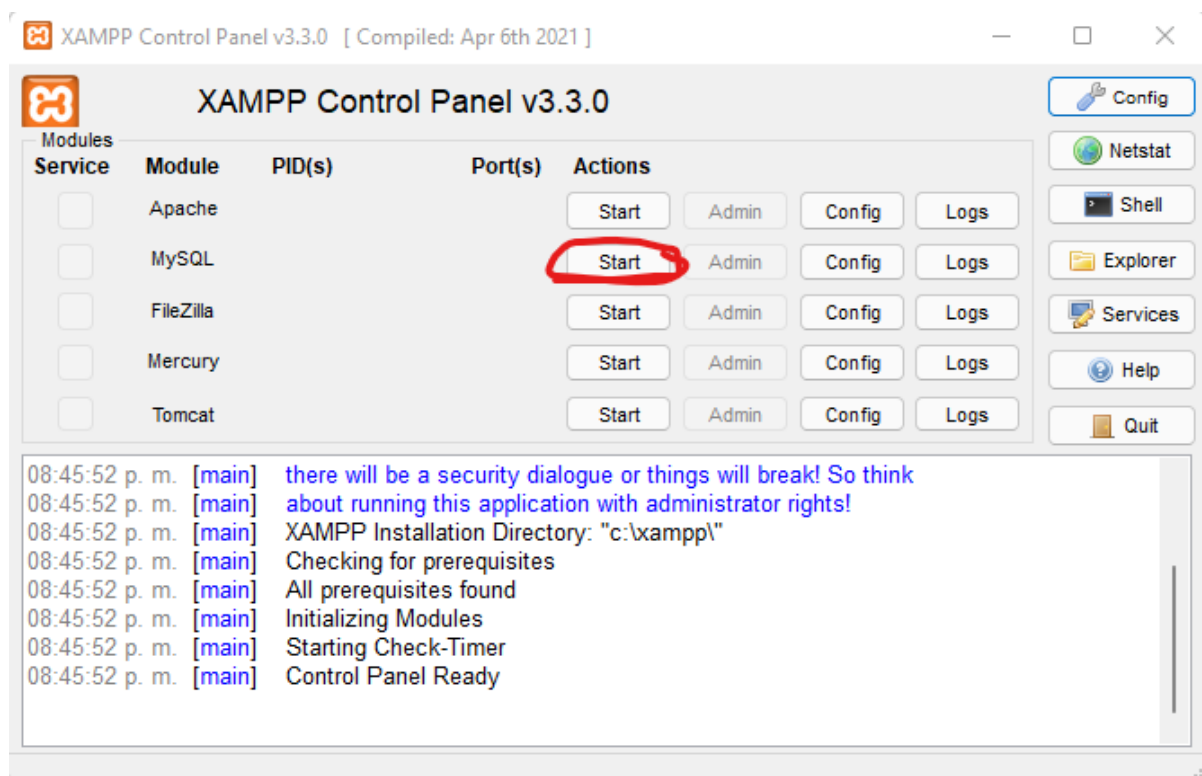 XAMPP Control Panel v3.3.0 [ Compiled: Apr 6th 2021 ]
XAMPP Control Panel v3.3.0
Config
Modules
Netstat
Service Module PID(s) Port(s) Actions
Apache Start Admin Config Logs
Shell
MySQL Start Admin Config Logs
Explorer
FileZilla Start Admin Config Logs
Services
Mercury Start Admin Config Logs
Help
Tomcat Start Admin Config Logs
Quit
08:45:52 p. m. [main] there will be a security dialogue or things will break! So think
08:45:52 p. m. [main] about running this application with administrator rights!
08:45:52 p. m. [main] XAMPP Installation Directory: "c:\xampp\"
08:45:52 p. m. [main] Checking for prerequisites
08:45:52 p. m. [main] All prerequisites found
08:45:52 p. m. [main] Initializing Modules
08:45:52 p. m. [main] Starting Check-Timer
08:45:52 p. m. [main] Control Panel Ready